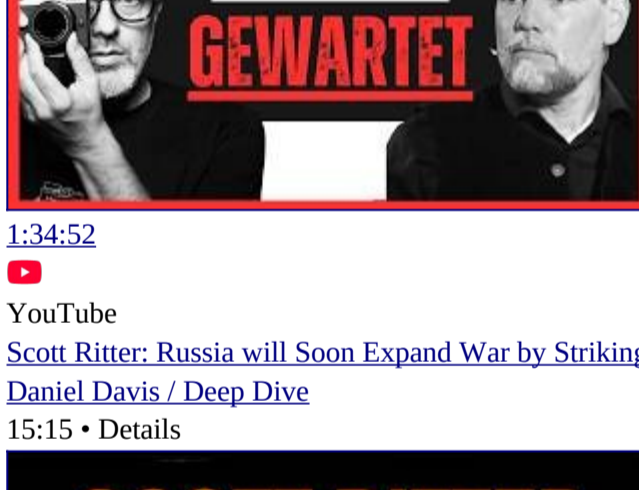 GEWARTET
1:34:52
YouTube
Scott Ritter: Russia will Soon Expand War by Striking
Daniel Davis / Deep Dive
15:15 • Details